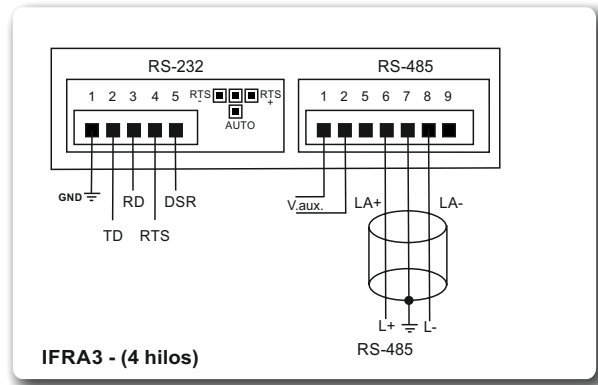 RS-232
RS-485
1 2 3 4 5
RTS
-
RTS
+
AUTO
1 2 5 6 7 8 9
GND
RD
DSR
TD
RTS
V.aux.
LA+
LA-
L+
L-
RS-485
IFRA3 - (4 hilos)